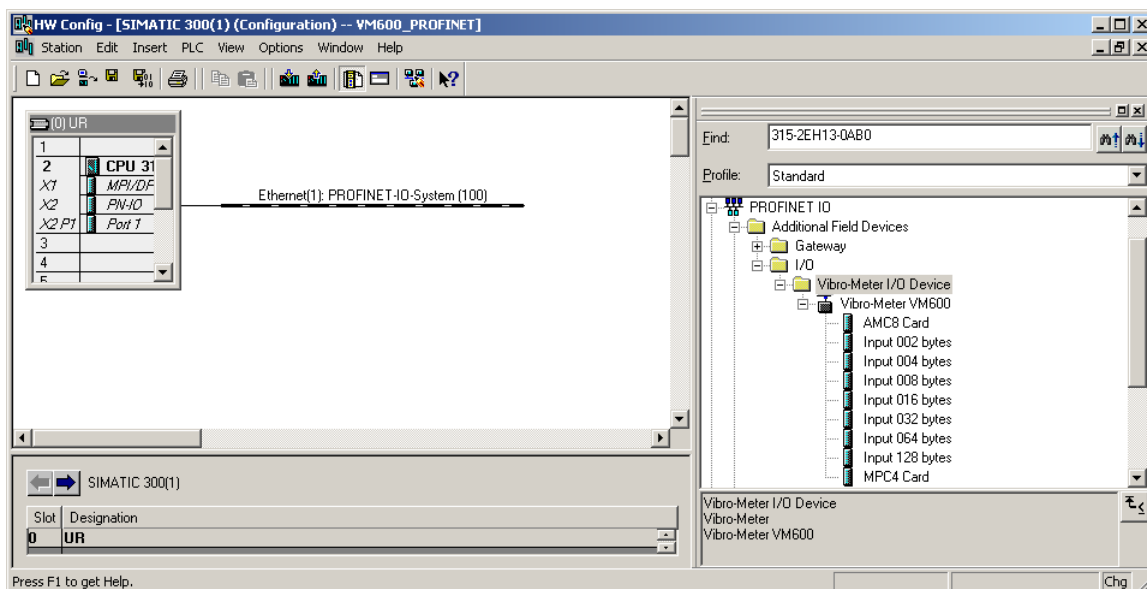 HW Config - [SIMATIC 300(1) (Configuration) -- VM600_PROFINET]
Station Edit Insert PLC View Options Window Help
(0) UR
1
2 CPU 31
X1 MPI/DP
X2 PN-IO
X2 P1 Port 1
3
4
5
Ethernet(1): PROFINET-IO-System (100)
Find: 315-2EH13-0AB0
Profile: Standard
PROFINET IO
Additional Field Devices
Gateway
I/O
Vibro-Meter I/O Device
Vibro-Meter VM600
AMC8 Card
Input 002 bytes
Input 004 bytes
Input 008 bytes
Input 016 bytes
Input 032 bytes
Input 064 bytes
Input 128 bytes
MPC4 Card
SIMATIC 300(1)
Slot Designation
0 UR
Vibro-Meter I/O Device
Vibro-Meter
Vibro-Meter VM600
Press F1 to get Help.
Chg